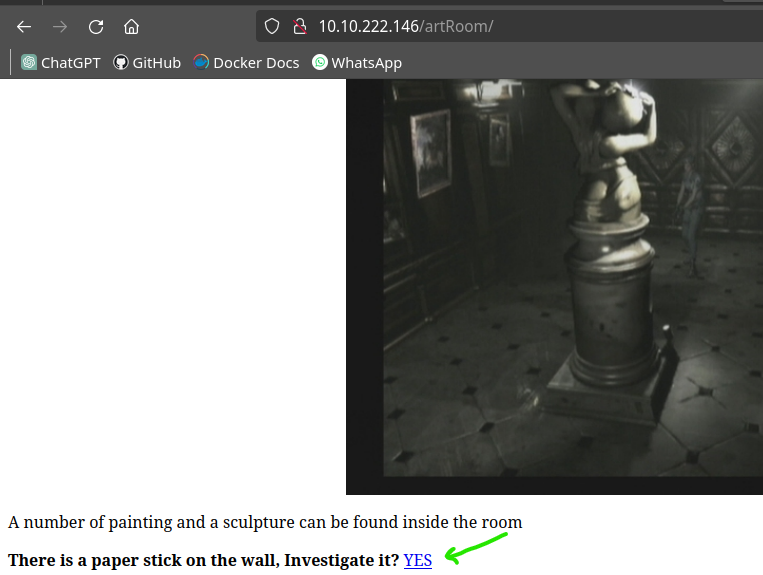 10.10.222.146/artRoom/
ChatGPT GitHub Docker Docs WhatsApp
A number of painting and a sculpture can be found inside the room
There is a paper stick on the wall, Investigate it? YES